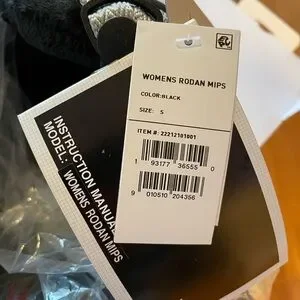 WOMENS RODAN MIPS
COLOR:BLACK
SIZE: S
ITEM #: 22212101001
1 93177 36555 0
9 010510 204356
INSTRUCTION MANUAL
MODEL: WOMENS RODAN MIPS